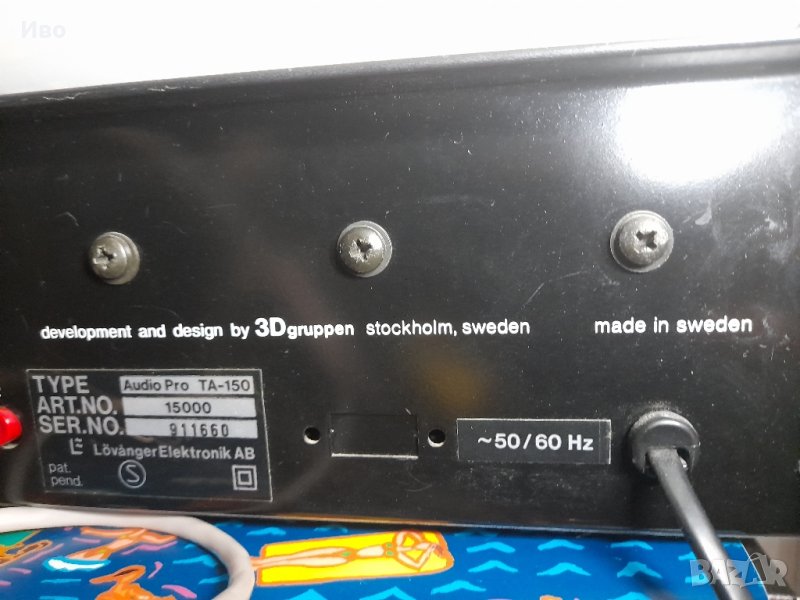 Иво
development and design by 3Dgruppen stockholm, sweden
made in sweden
TYPE Audio Pro TA-150
ART.NO. 15000
SER.NO. 911660
LövångerElektronik AB
pat. pend.
S
~50/60 Hz
BAZAR